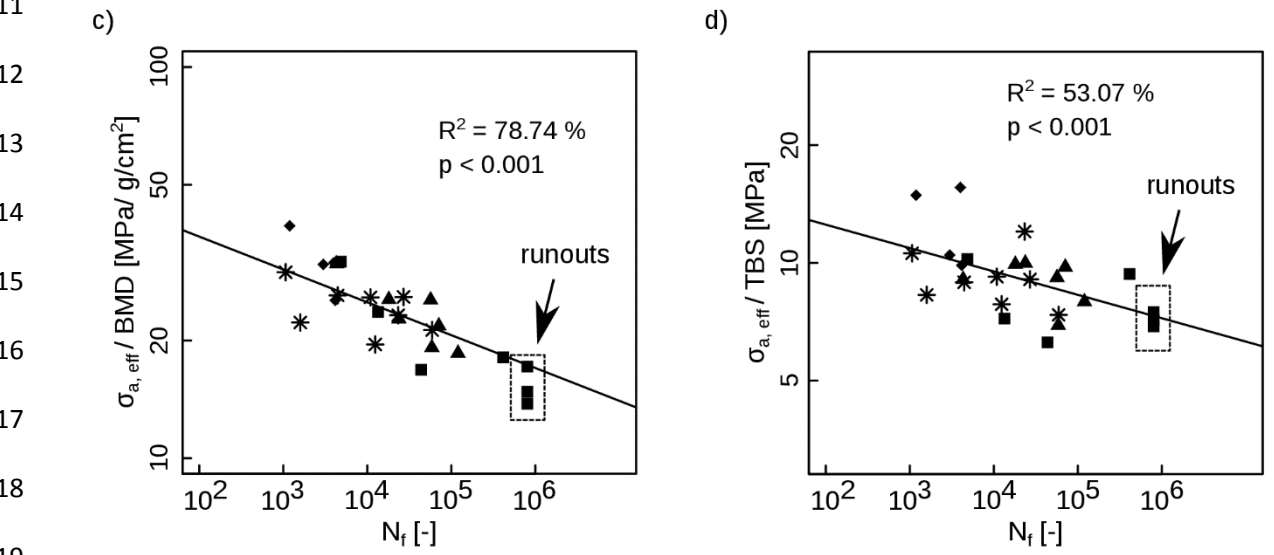 11
12
13
14
15
16
17
18
19
c)
σa, eff / BMD [MPa/ g/cm²]
100
50
20
10
R² = 78.74 %
p < 0.001
runouts
10² 10³ 10⁴ 10⁵ 10⁶
Nf [-]
d)
σa, eff / TBS [MPa]
20
10
5
R² = 53.07 %
p < 0.001
runouts
10² 10³ 10⁴ 10⁵ 10⁶
Nf [-]